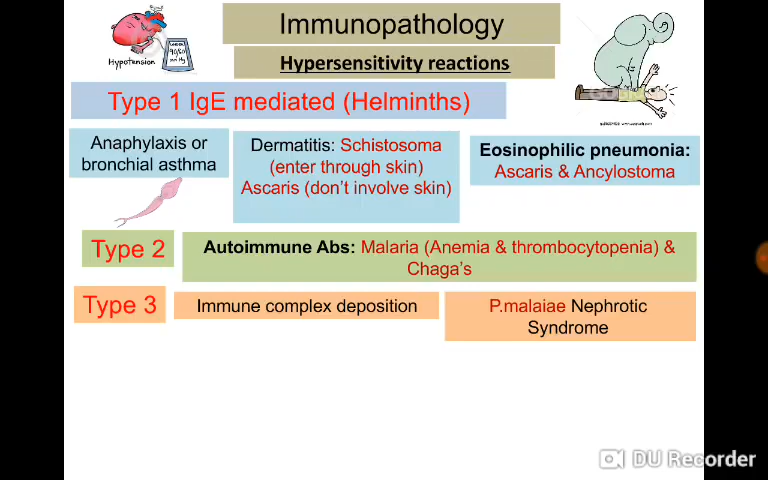 Immunopathology
Hypersensitivity reactions
Hypotension
Type 1 IgE mediated (Helminths)
Anaphylaxis or
bronchial asthma
Dermatitis: Schistosoma
(enter through skin)
Ascaris (don't involve skin)
Eosinophilic pneumonia:
Ascaris & Ancylostoma
Type 2
Autoimmune Abs: Malaria (Anemia & thrombocytopenia) &
Chaga's
Type 3
Immune complex deposition
P.malaiae Nephrotic
Syndrome
DU Recorder